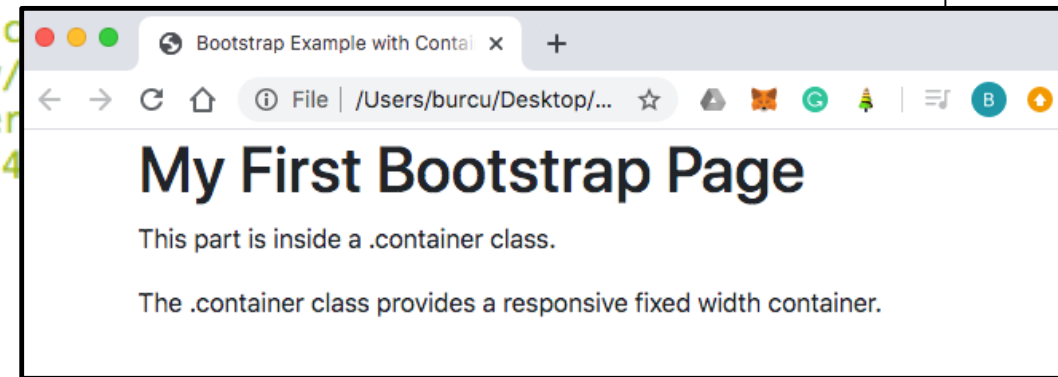 Bootstrap Example with Contai
File | /Users/burcu/Desktop/...
G
B
My First Bootstrap Page
This part is inside a .container class.
The .container class provides a responsive fixed width container.